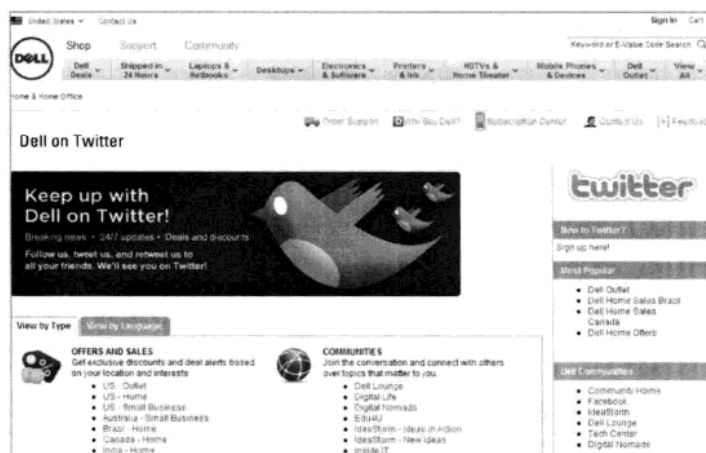 United States Contact Us
Sign In Cart
DELL
Shop Support Community
Keyword or E-Value Code Search
Dell Deals
Shipped in 24 Hours
Laptops & Netbooks
Desktops
Electronics & Software
Printers & Ink
HDTVs & Home Theater
Mobile Phones & Devices
Dell Outlet
View All
Home & Home Office
Order Support Why Buy Dell? Subscription Center Contact Us [+] Feedback
Dell on Twitter
Keep up with
Dell on Twitter!
Breaking news • 24/7 updates • Deals and discounts
Follow us, tweet us, and retweet us to
all your friends. We'll see you on Twitter!
twitter
New to Twitter?
Sign up here!
Most Popular
Dell Outlet
Dell Home Sales Brazil
Dell Home Sales
Canada
Dell Home Offers
Dell Communities
Community Home
Facebook
IdeaStorm
Dell Lounge
Tech Center
Digital Nomads
View by Type View by Language
OFFERS AND SALES
Get exclusive discounts and deal alerts based
on your location and interests
US - Outlet
US - Home
US - Small Business
Australia - Small Business
Brazil - Home
Canada - Home
India - Home
COMMUNITIES
Join the conversation and connect with others
over topics that matter to you.
Dell Lounge
Digital Life
Digital Nomads
Edu4U
IdeaStorm - Ideas in Action
IdeaStorm - New Ideas
Inside IT